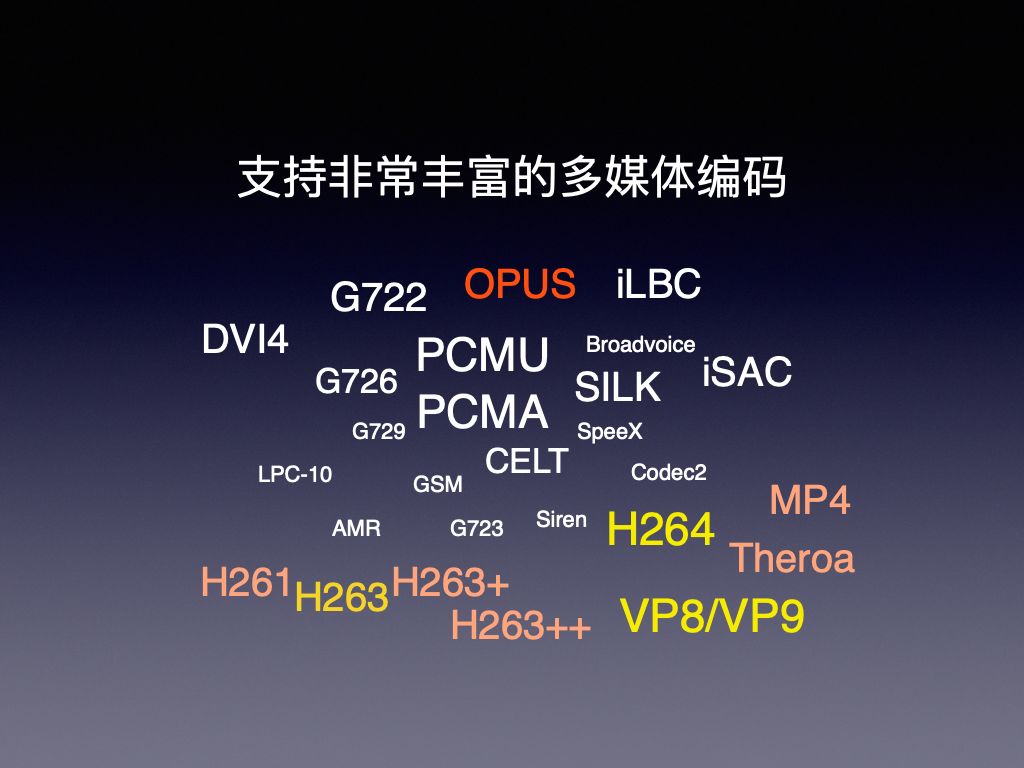 支持非常丰富的多媒体编码
G722 OPUS iLBC
DVI4 PCMU Broadvoice
G726 SILK iSAC
PCMA
G729 SpeeX
CELT
LPC-10 GSM Codec2
MP4
AMR G723 Siren H264
Theroa
H261 H263 H263+
H263++ VP8/VP9